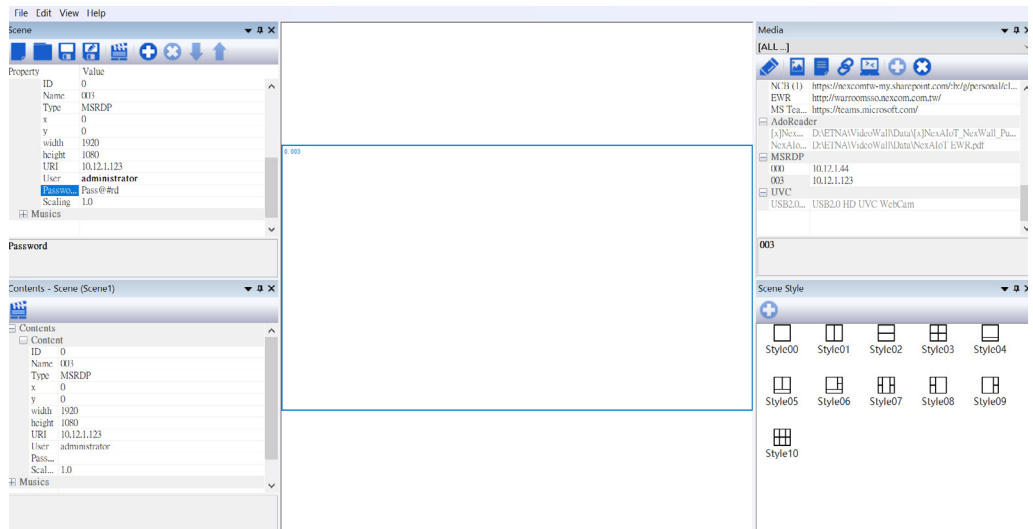 File Edit View Help
Scene
Property Value
ID 0
Name 003
Type MSRDP
x 0
y 0
width 1920
height 1080
URI 10.12.1.123
User administrator
Passwo... Pass@#rd
Scaling 1.0
Musics
Password
Contents - Scene (Scene1)
Contents
Content
ID 0
Name 003
Type MSRDP
x 0
y 0
width 1920
height 1080
URI 10.12.1.123
User administrator
Pass...
Scal... 1.0
Musics
0.003
Media
[ALL ...]
NCB (1) https://nexcomtw-my.sharepoint.com/:b:/g/personal/cl...
EWR http://warroomsso.nexcom.com.tw/
MS Tea... https://teams.microsoft.com/
AdoReader
[x]Nex... D:\ETNA\VideoWall\Data\[x]NexAIoT_NexWall_Pu...
NexAIo... D:\ETNA\VideoWall\Data\NexAIoT EWR.pdf
MSRDP
000 10.12.1.44
003 10.12.1.123
UVC
USB2.0... USB2.0 HD UVC WebCam
003
Scene Style
Style00 Style01 Style02 Style03 Style04
Style05 Style06 Style07 Style08 Style09
Style10